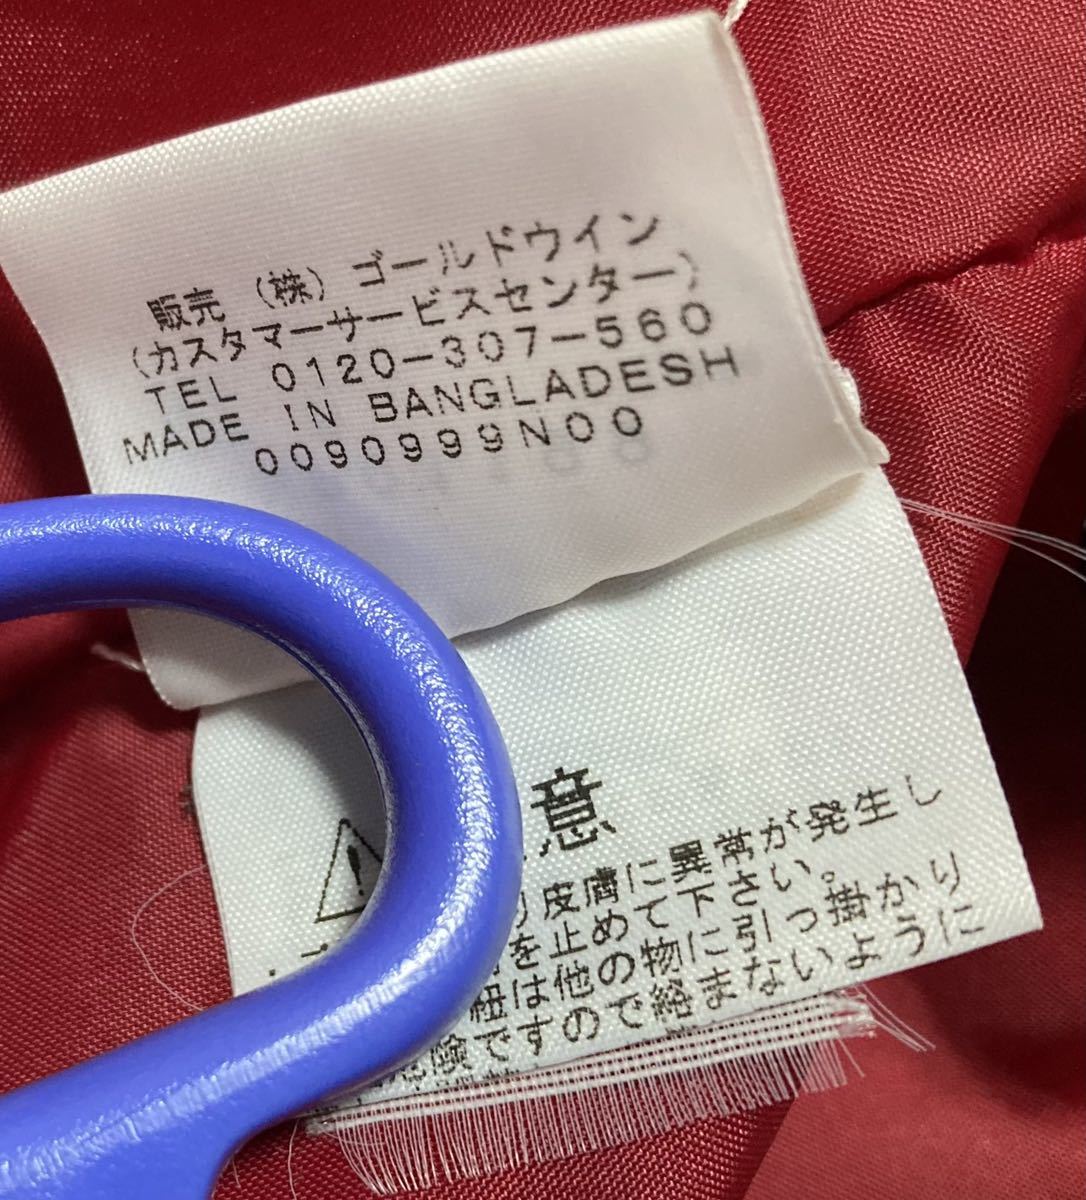 販売 (株) ゴールドウイン
(カスタマーサービスセンター)
TEL 0120-307-560
MADE IN BANGLADESH
0090999N00
意
皮膚に異常が発生し
を止めて下さい。
紐は他の物に引っ掛かり
険ですので絡まないように